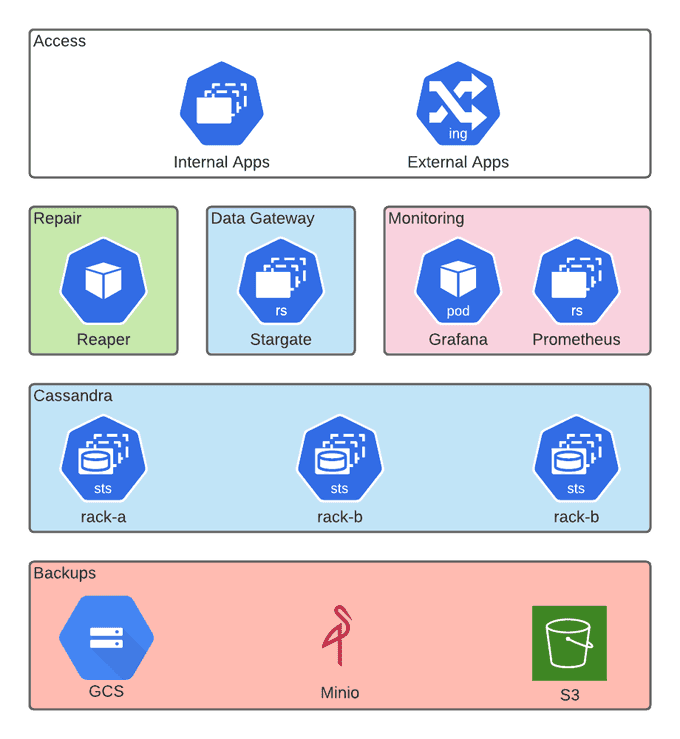 Access
ing
Internal Apps
External Apps
Repair
Data Gateway
Monitoring
rs
pod
rs
Reaper
Stargate
Grafana
Prometheus
Cassandra
sts
sts
sts
rack-a
rack-b
rack-b
Backups
GCS
Minio
S3